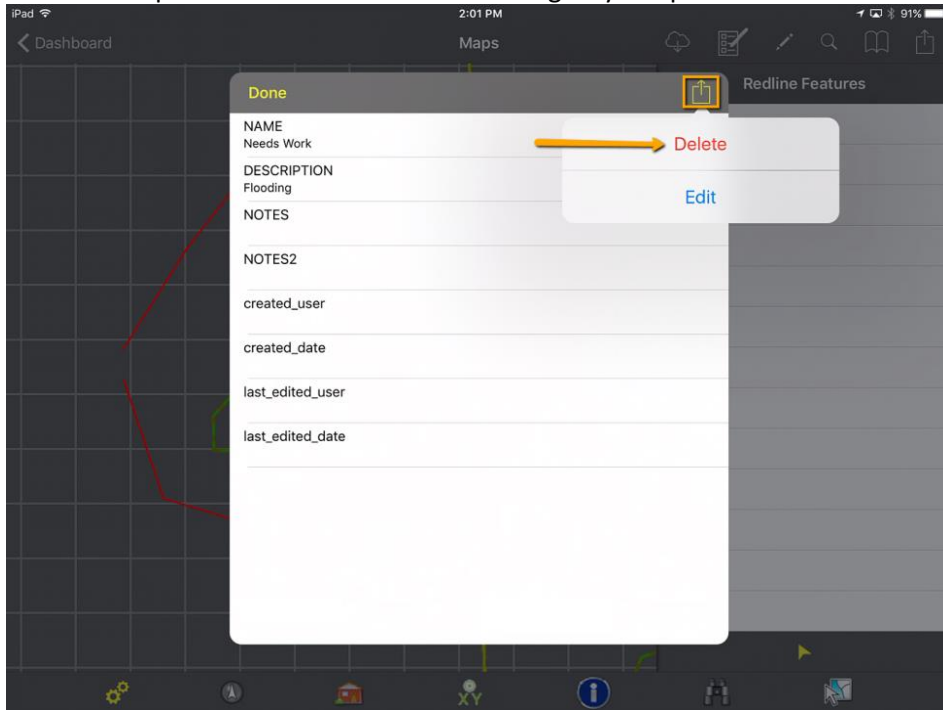 iPad 2:01 PM 91%
Dashboard Maps
Redline Features
Done
NAME
Needs Work
DESCRIPTION
Flooding
NOTES
NOTES2
created_user
created_date
last_edited_user
last_edited_date
Delete
Edit
XY
i